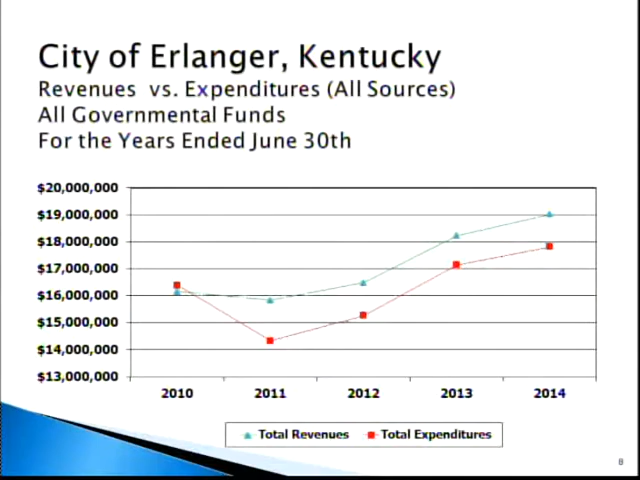 City of Erlanger, Kentucky
Revenues vs. Expenditures (All Sources)
All Governmental Funds
For the Years Ended June 30th
$20,000,000
$19,000,000
$18,000,000
$17,000,000
$16,000,000
$15,000,000
$14,000,000
$13,000,000
2010 2011 2012 2013 2014
Total Revenues Total Expenditures
8